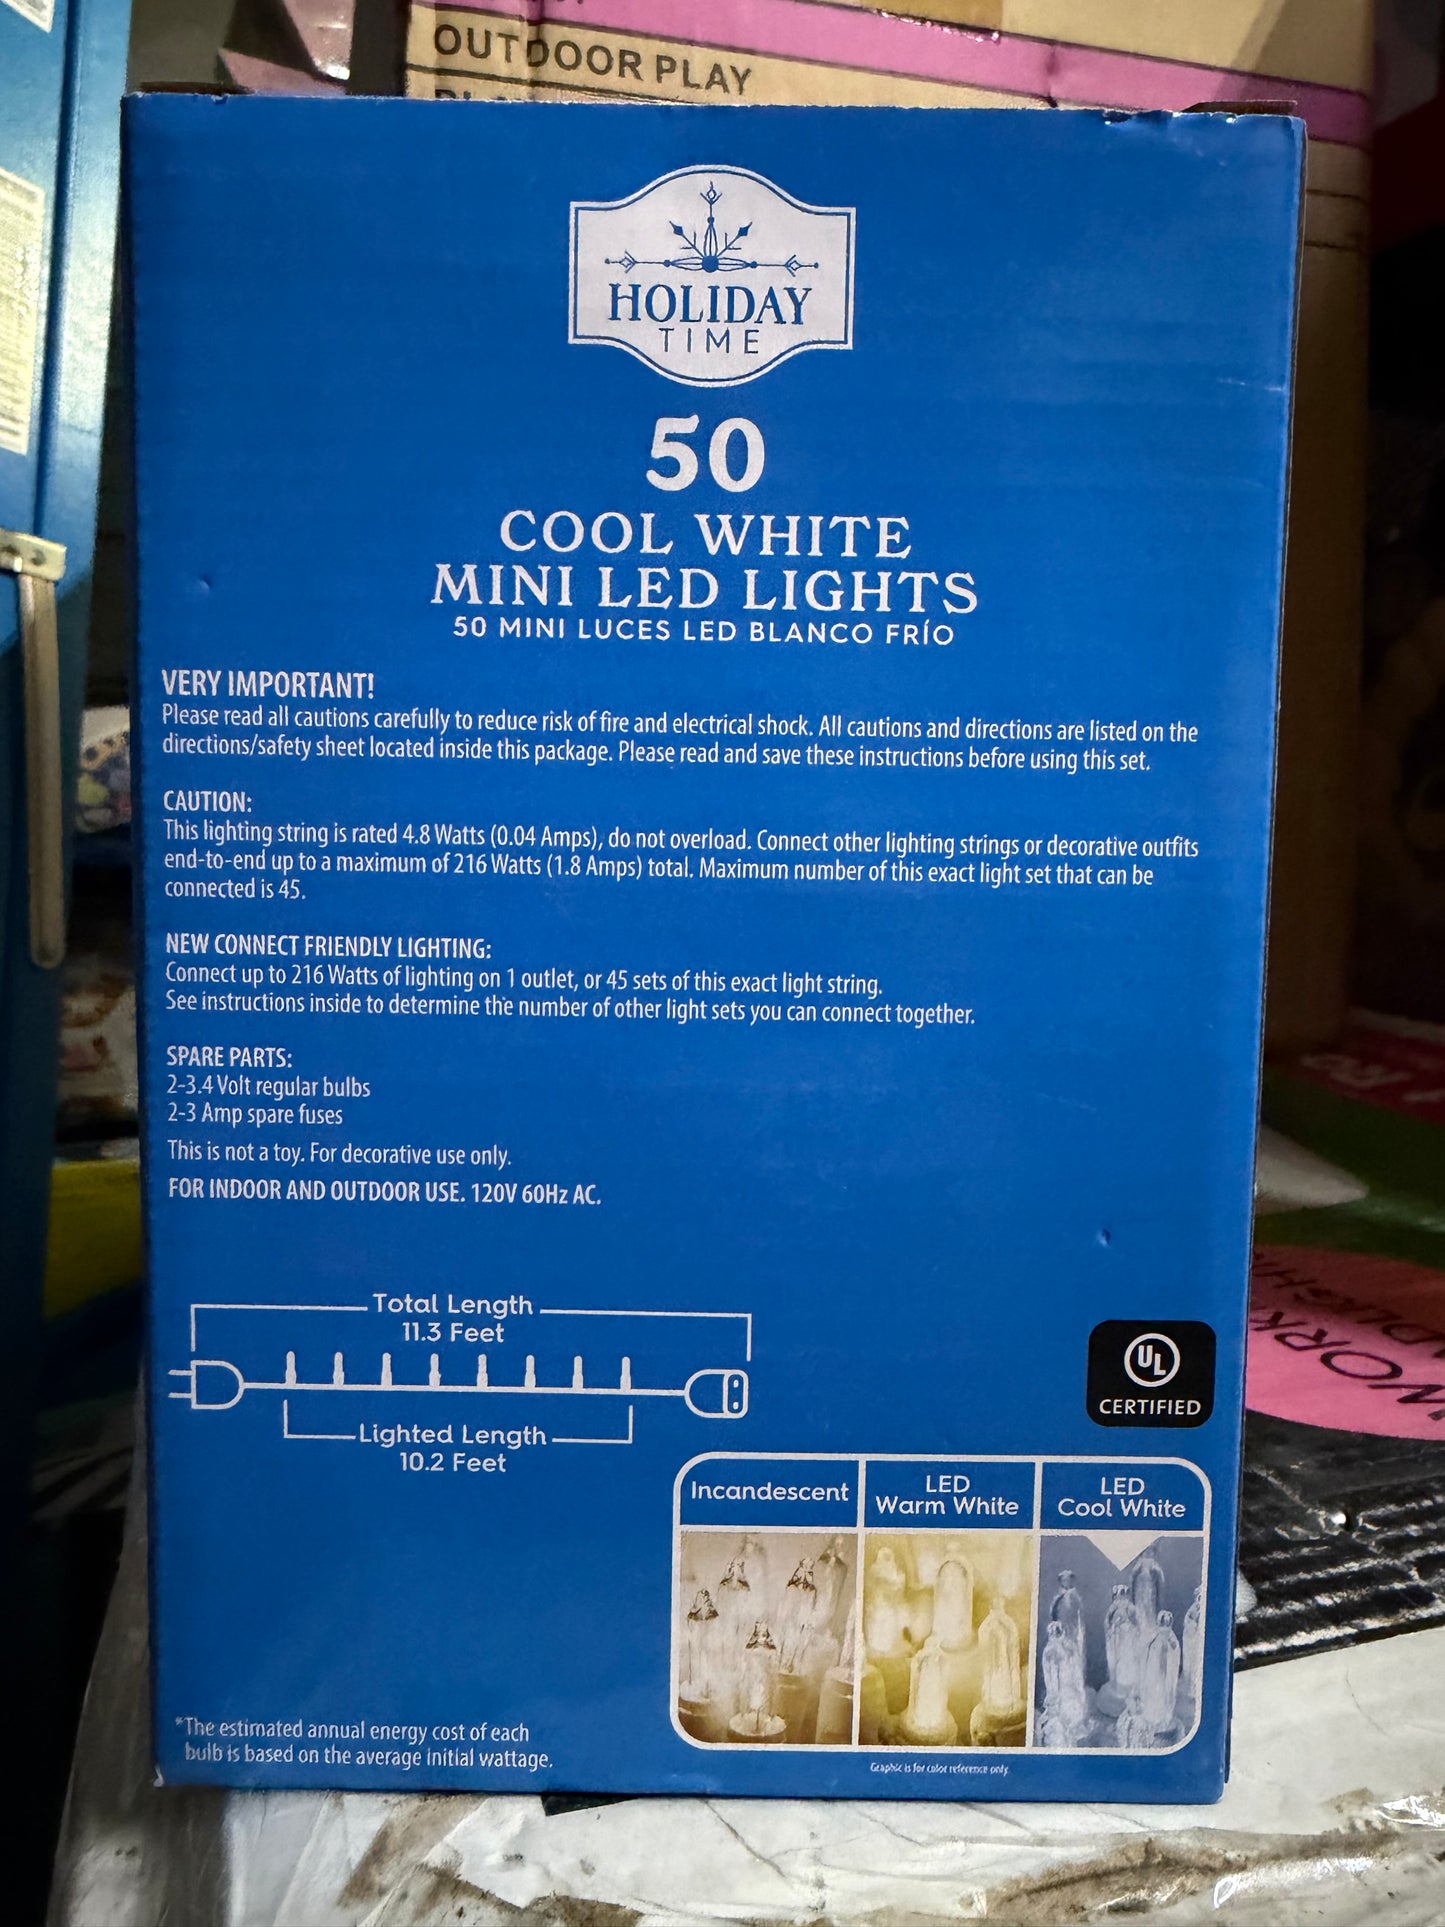 OUTDOOR PLAY
HOLIDAY
TIME
50
COOL WHITE
MINI LED LIGHTS
50 MINI LUCES LED BLANCO FRÍO
VERY IMPORTANT!
Please read all cautions carefully to reduce risk of fire and electrical shock. All cautions and directions are listed on the
directions/safety sheet located inside this package. Please read and save these instructions before using this set.
CAUTION:
This lighting string is rated 4.8 Watts (0.04 Amps), do not overload. Connect other lighting strings or decorative outfits
end-to-end up to a maximum of 216 Watts (1.8 Amps) total. Maximum number of this exact light set that can be
connected is 45.
NEW CONNECT FRIENDLY LIGHTING:
Connect up to 216 Watts of lighting on 1 outlet, or 45 sets of this exact light string.
See instructions inside to determine the number of other light sets you can connect together.
SPARE PARTS:
2-3.4 Volt regular bulbs
2-3 Amp spare fuses
This is not a toy. For decorative use only.
FOR INDOOR AND OUTDOOR USE. 120V 60Hz AC.
Total Length
11.3 Feet
Lighted Length
10.2 Feet
UL
CERTIFIED
Incandescent
LED
Warm White
LED
Cool White
*The estimated annual energy cost of each
bulb is based on the average initial wattage.
Graphic is for color reference only.